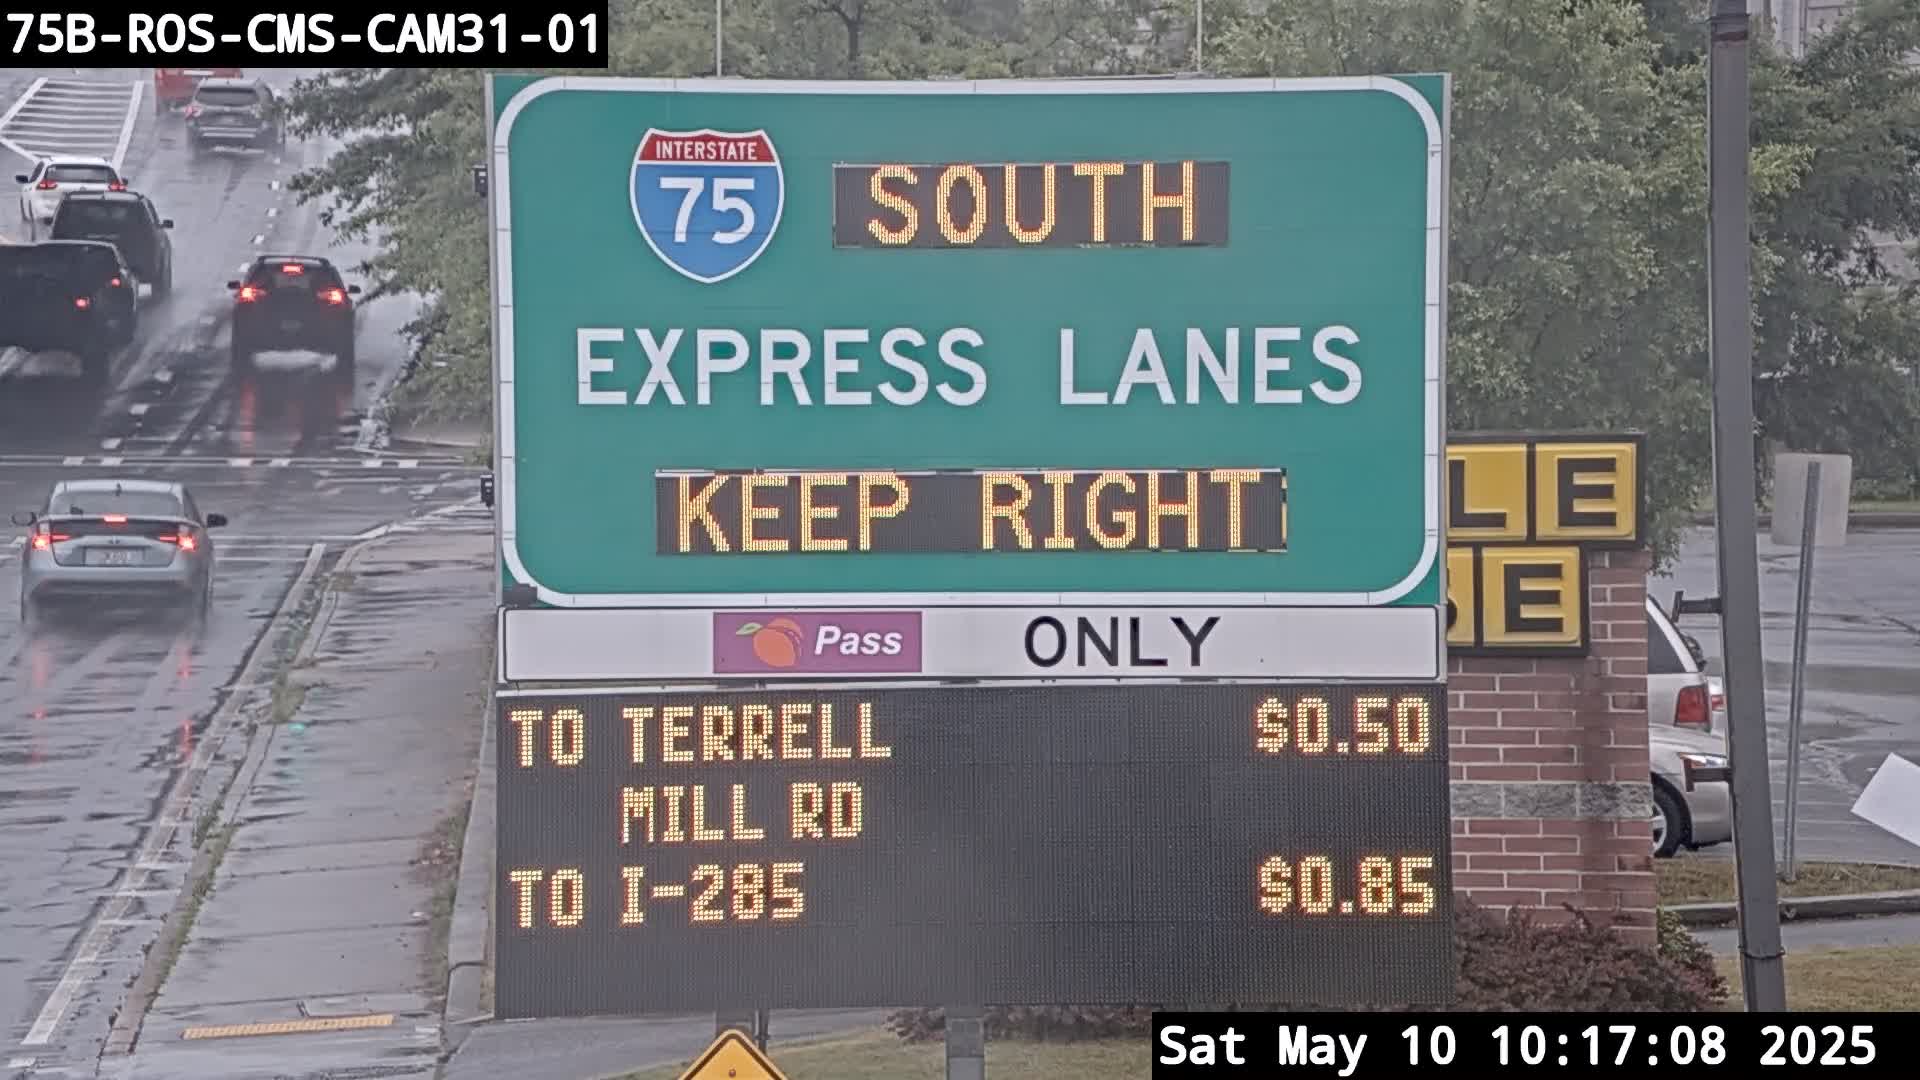 75B-ROS-CMS-CAM31-01
INTERSTATE
75
SOUTH
EXPRESS LANES
KEEP RIGHT
Pass ONLY
TO TERRELL $0.50
MILL RD
TO I-285 $0.85
LE
E
Sat May 10 10:17:08 2025